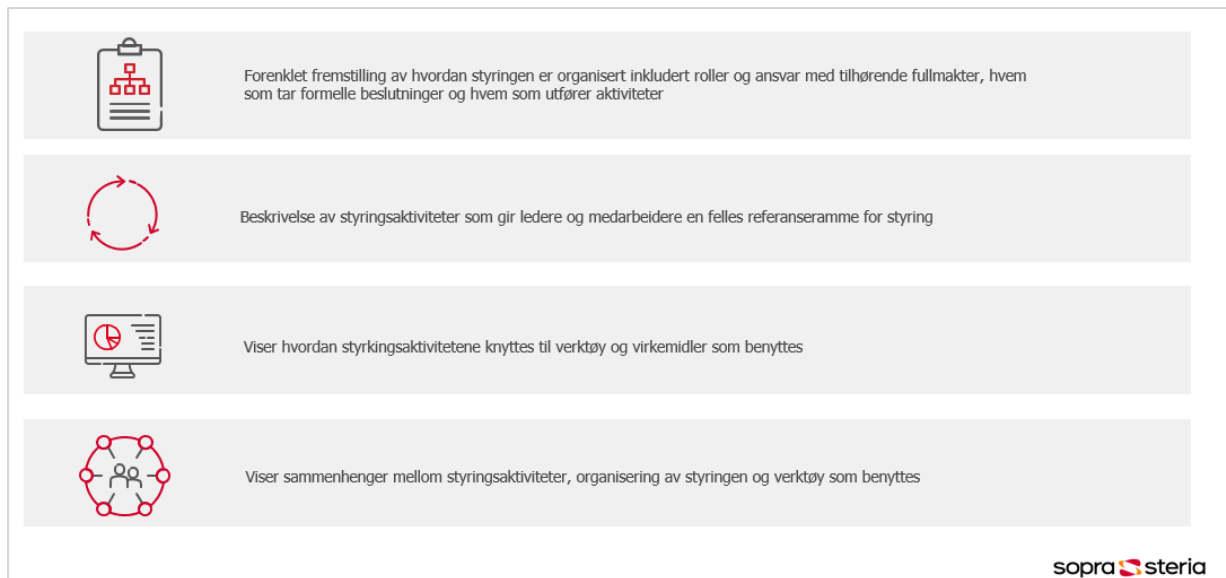 Forenklet fremstilling av hvordan styringen er organisert inkludert roller og ansvar med tilhørende fullmakter, hvem
som tar formelle beslutninger og hvem som utfører aktiviteter
Beskrivelse av styringsaktiviteter som gir ledere og medarbeidere en felles referanseramme for styring
Viser hvordan styrkingsaktivitetene knyttes til verktøy og virkemidler som benyttes
Viser sammenhenger mellom styringsaktiviteter, organisering av styringen og verktøy som benyttes
sopra steria